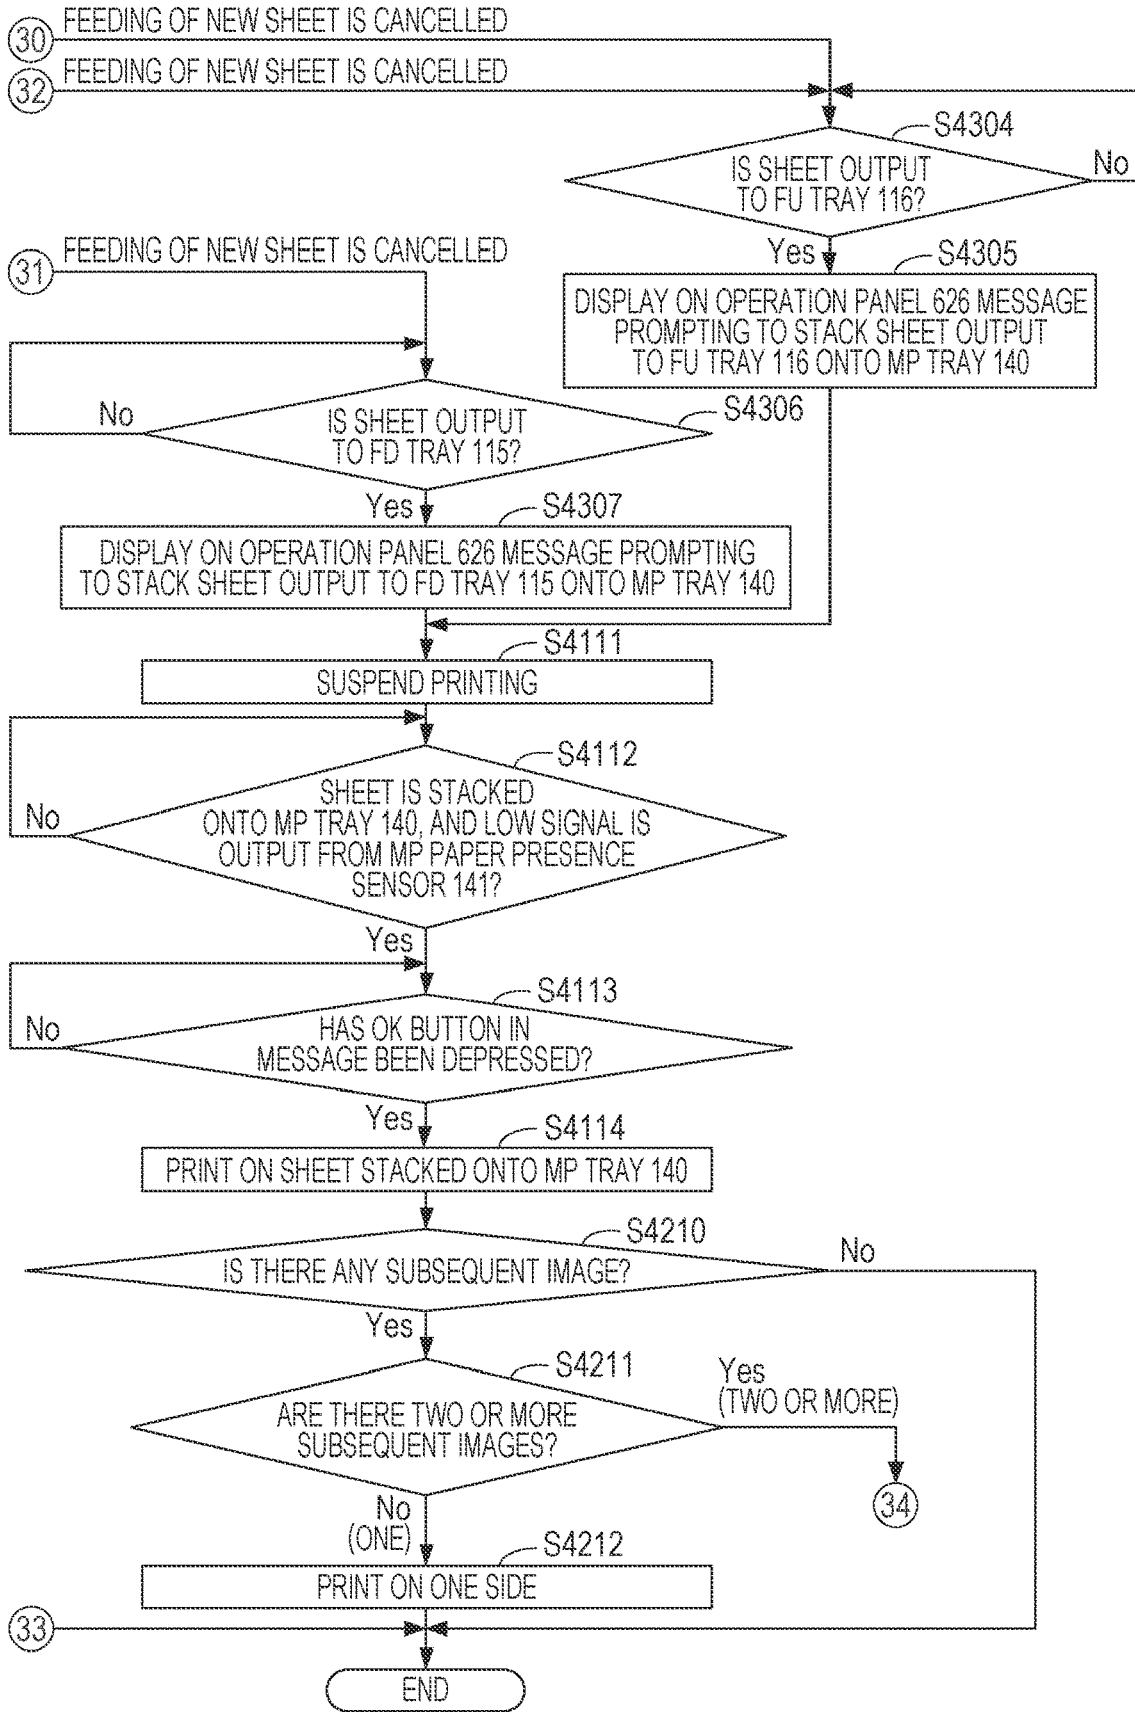 30 FEEDING OF NEW SHEET IS CANCELLED
32 FEEDING OF NEW SHEET IS CANCELLED
S4304
IS SHEET OUTPUT
TO FU TRAY 116?
No
Yes
S4305
DISPLAY ON OPERATION PANEL 626 MESSAGE
PROMPTING TO STACK SHEET OUTPUT
TO FU TRAY 116 ONTO MP TRAY 140
31 FEEDING OF NEW SHEET IS CANCELLED
S4306
IS SHEET OUTPUT
TO FD TRAY 115?
No
Yes
S4307
DISPLAY ON OPERATION PANEL 626 MESSAGE PROMPTING
TO STACK SHEET OUTPUT TO FD TRAY 115 ONTO MP TRAY 140
S4111
SUSPEND PRINTING
S4112
SHEET IS STACKED
ONTO MP TRAY 140, AND LOW SIGNAL IS
OUTPUT FROM MP PAPER PRESENCE
SENSOR 141?
No
Yes
S4113
HAS OK BUTTON IN
MESSAGE BEEN DEPRESSED?
No
Yes
S4114
PRINT ON SHEET STACKED ONTO MP TRAY 140
S4210
IS THERE ANY SUBSEQUENT IMAGE?
No
Yes
S4211
ARE THERE TWO OR MORE
SUBSEQUENT IMAGES?
Yes
(TWO OR MORE)
34
No
(ONE)
S4212
PRINT ON ONE SIDE
33
END